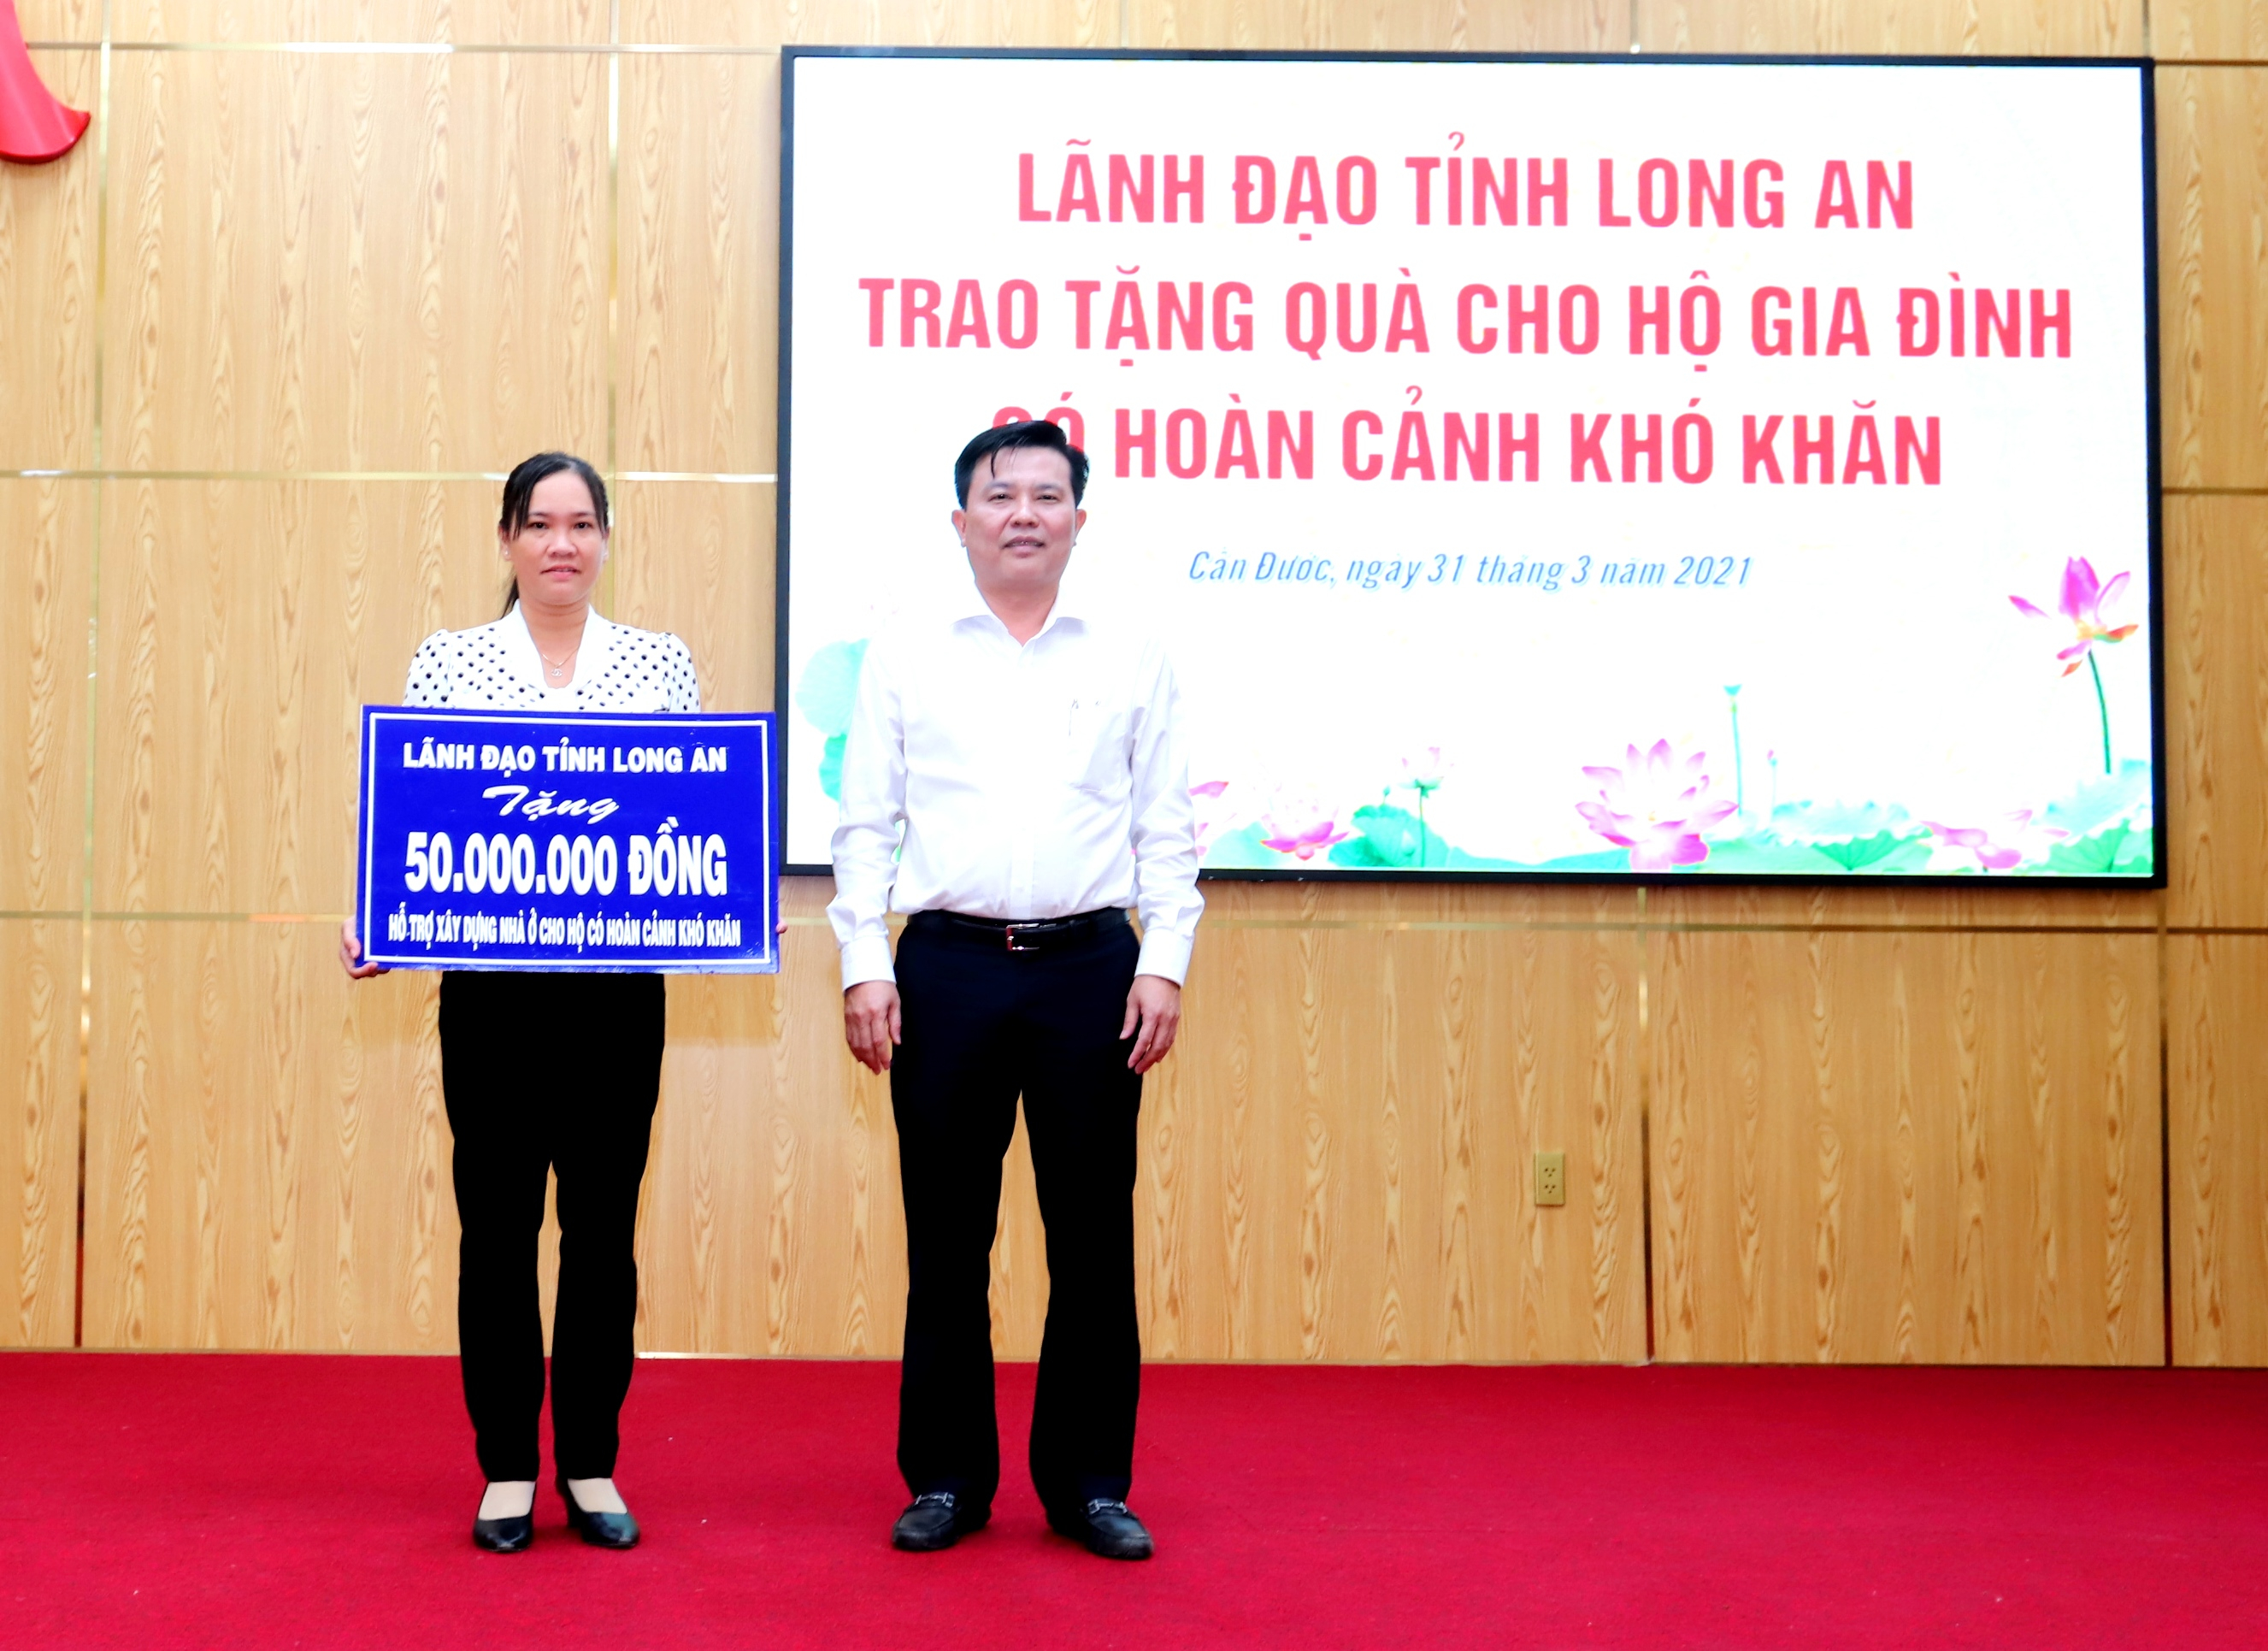 LÃNH ĐẠO TỈNH LONG AN
TRAO TẶNG QUÀ CHO HỘ GIA ĐÌNH
CÓ HOÀN CẢNH KHÓ KHĂN
Cần Đước, ngày 31 tháng 3 năm 2021
LÃNH ĐẠO TỈNH LONG AN
Tặng
50.000.000 ĐỒNG
HỖ TRỢ XÂY DỰNG NHÀ Ở CHO HỘ CÓ HOÀN CẢNH KHÓ KHĂN